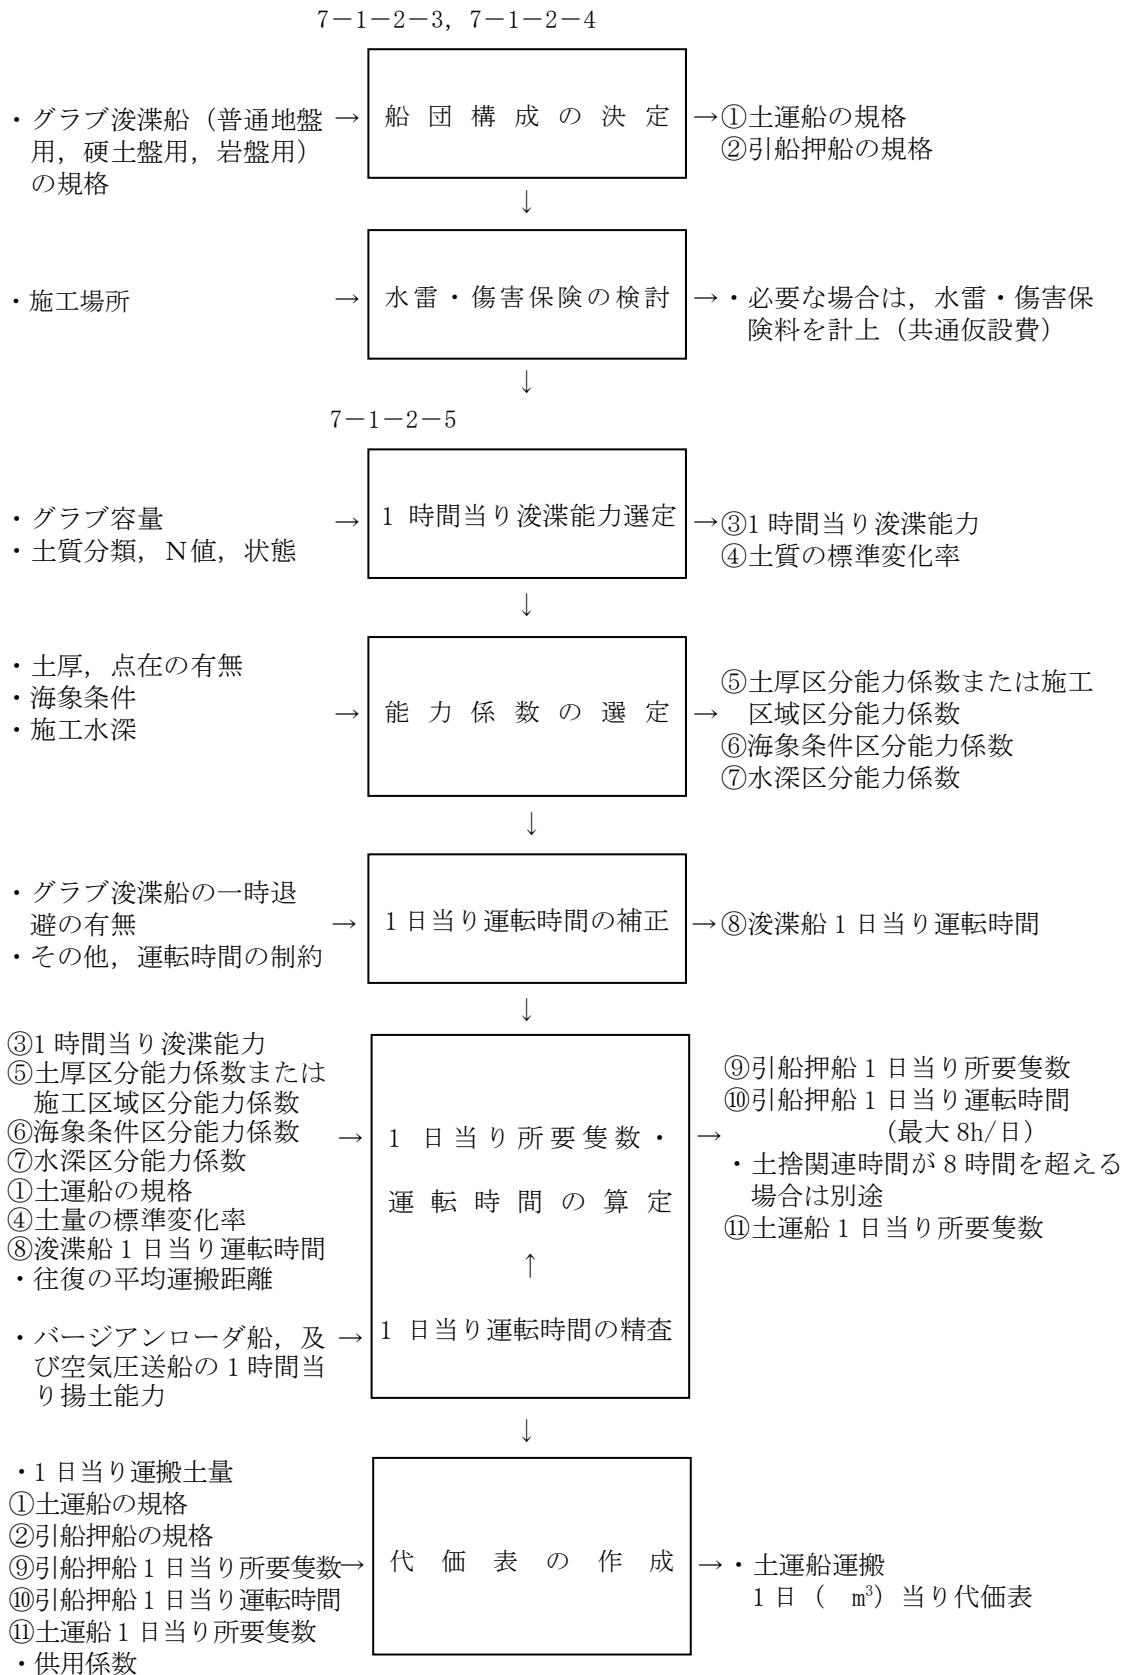 7－1－2－3，7－1－2－4
・グラブ浚渫船（普通地盤
用，硬土盤用，岩盤用）
の規格
→
船団構成の決定
→①土運船の規格
②引船押船の規格
↓
・施工場所
→
水雷・傷害保険の検討
→・必要な場合は，水雷・傷害保
険料を計上（共通仮設費）
↓
7－1－2－5
・グラブ容量
・土質分類，Ｎ値，状態
→
1 時間当り浚渫能力選定
→③1 時間当り浚渫能力
④土質の標準変化率
↓
・土厚，点在の有無
・海象条件
・施工水深
→
能力係数の選定
→
⑤土厚区分能力係数または施工
区域区分能力係数
⑥海象条件区分能力係数
⑦水深区分能力係数
↓
・グラブ浚渫船の一時退
避の有無
・その他，運転時間の制約
→
1日当り運転時間の補正
→⑧浚渫船 1 日当り運転時間
↓
③1 時間当り浚渫能力
⑤土厚区分能力係数または
施工区域区分能力係数
⑥海象条件区分能力係数
⑦水深区分能力係数
①土運船の規格
④土量の標準変化率
⑧浚渫船 1 日当り運転時間
・往復の平均運搬距離
→
1 日当り所要隻数・
運転時間の算定
↑
・バージアンローダ船，及
び空気圧送船の 1 時間当
り揚土能力
→
1 日当り運転時間の精査
→
⑨引船押船 1 日当り所要隻数
⑩引船押船 1 日当り運転時間
（最大 8h/日）
・土捨関連時間が 8 時間を超える
場合は別途
⑪土運船 1 日当り所要隻数
↓
・1 日当り運搬土量
①土運船の規格
②引船押船の規格
⑨引船押船 1 日当り所要隻数
⑩引船押船 1 日当り運転時間
⑪土運船 1 日当り所要隻数
・供用係数
→
代価表の作成
→・土運船運搬
1 日（　m³）当り代価表